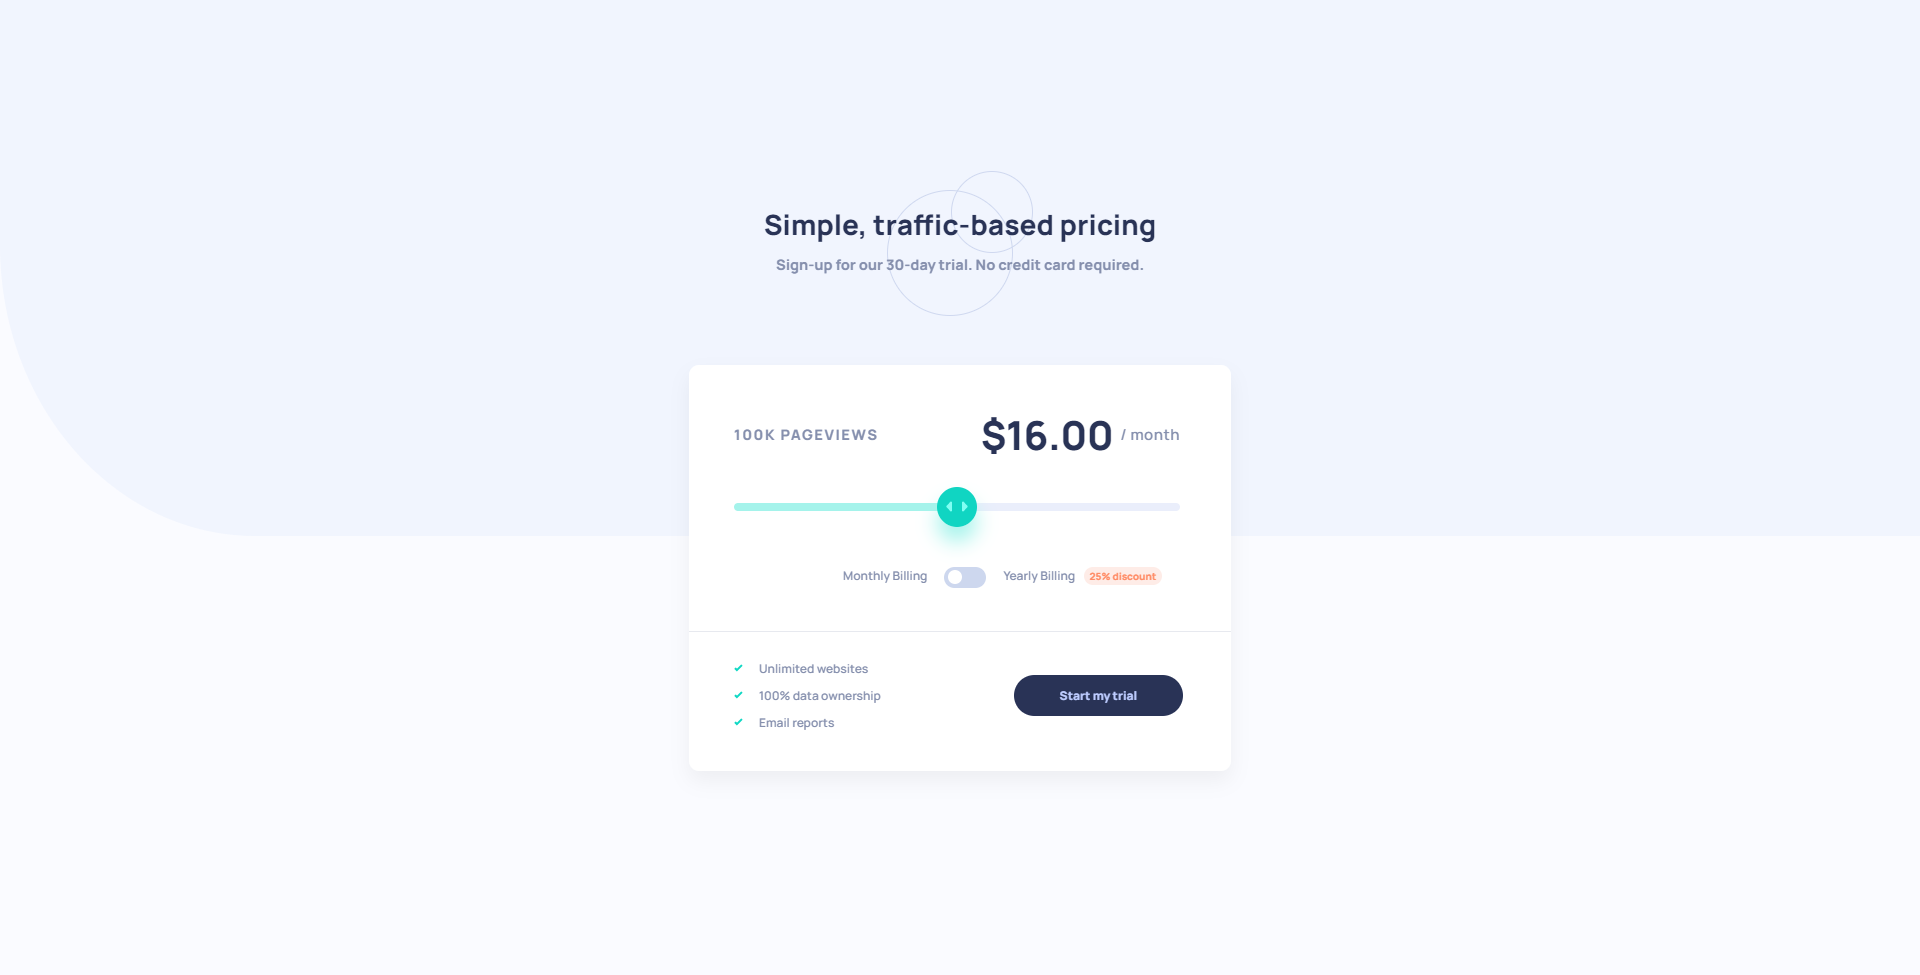 Simple, traffic-based pricing
Sign-up for our 30-day trial. No credit card required.
100K PAGEVIEWS
$16.00 / month
Monthly Billing
Yearly Billing
25% discount
Unlimited websites
100% data ownership
Email reports
Start my trial